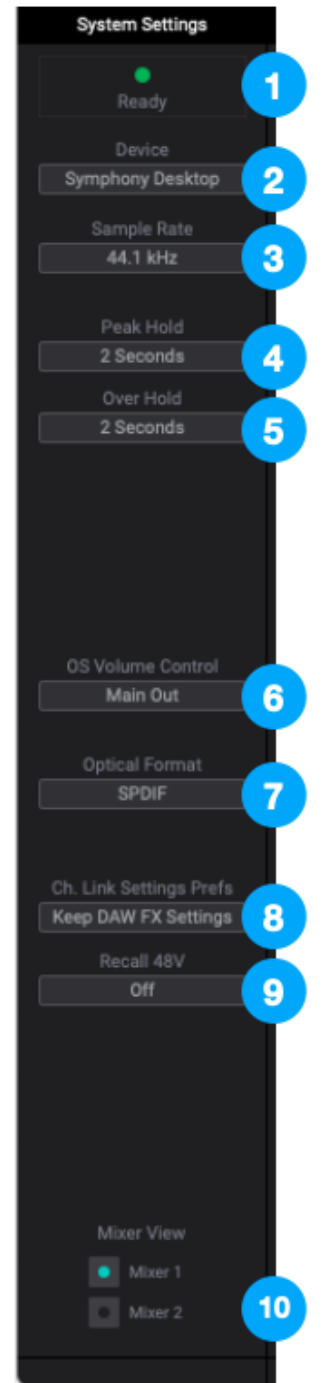 System Settings
1
Ready
Device
Symphony Desktop 2
Sample Rate
44.1 kHz 3
Peak Hold
2 Seconds 4
Over Hold
2 Seconds 5
OS Volume Control
Main Out 6
Optical Format
SPDIF 7
Ch. Link Settings Prefs
Keep DAW FX Settings 8
Recall 48V
Off 9
Mixer View
Mixer 1
Mixer 2 10